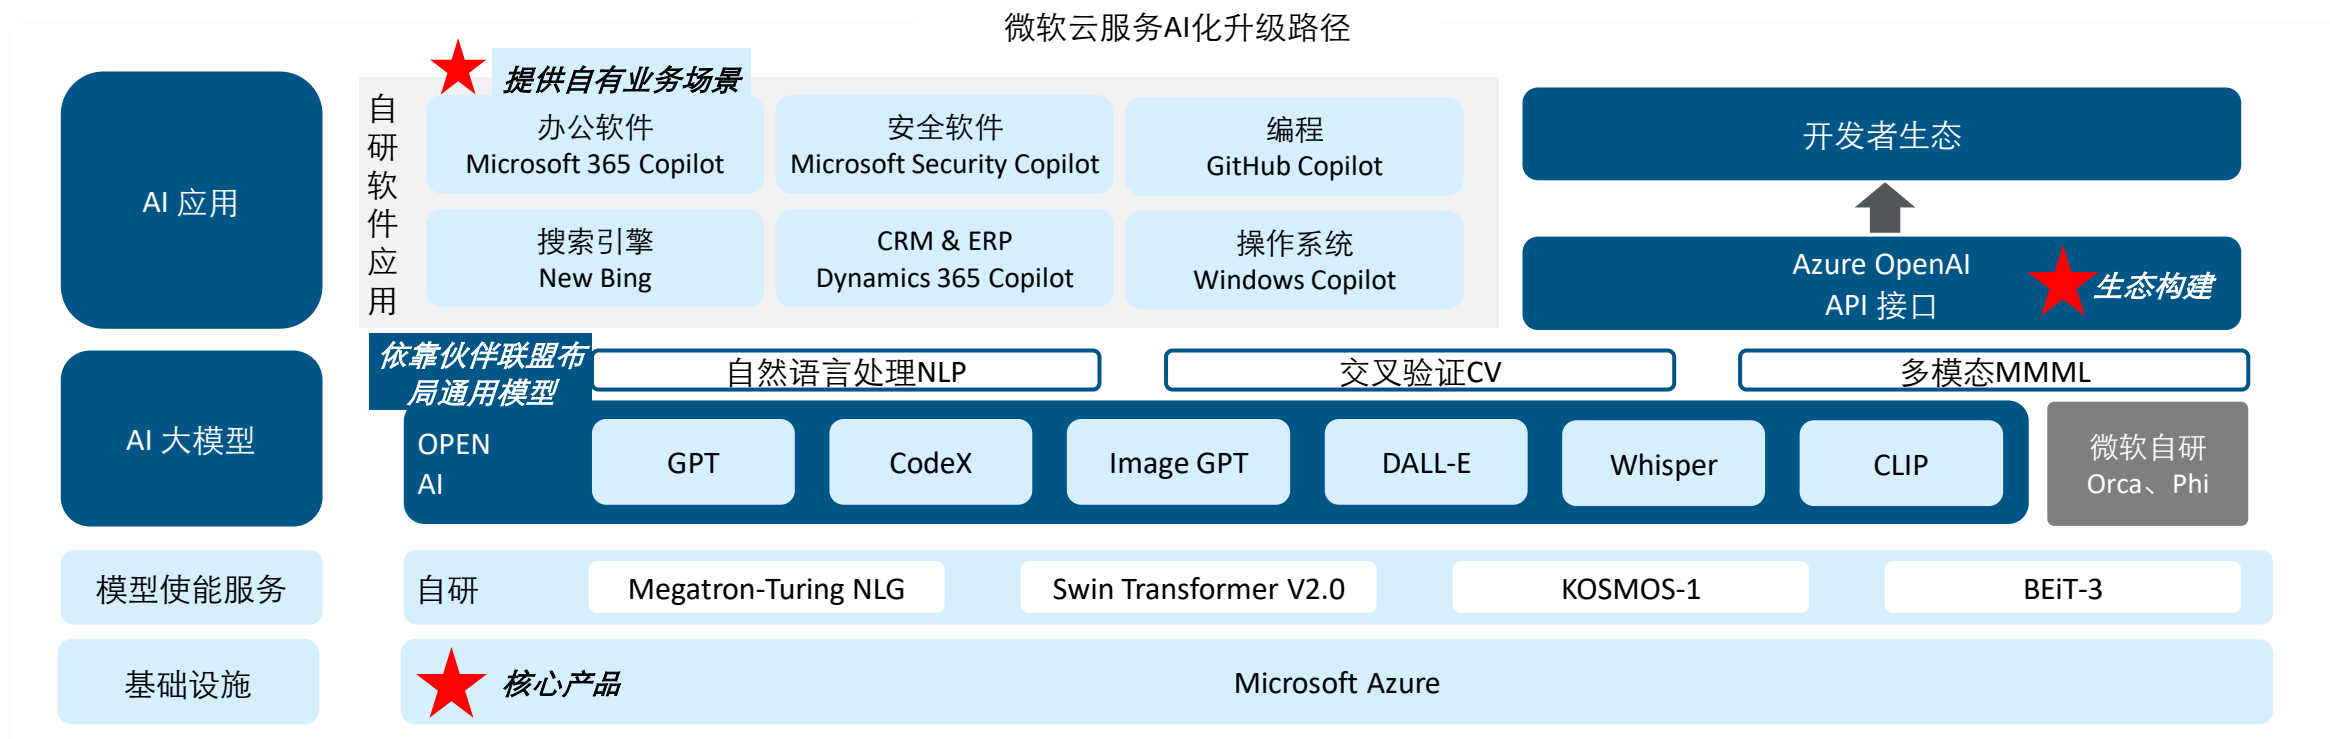 微软云服务AI化升级路径
AI 应用
自研软件应用
提供自有业务场景
办公软件
Microsoft 365 Copilot
安全软件
Microsoft Security Copilot
编程
GitHub Copilot
搜索引擎
New Bing
CRM & ERP
Dynamics 365 Copilot
操作系统
Windows Copilot
开发者生态
Azure OpenAI
API 接口
生态构建
AI 大模型
依靠伙伴联盟布
局通用模型
自然语言处理NLP
交叉验证CV
多模态MMML
OPEN
AI
GPT
CodeX
Image GPT
DALL-E
Whisper
CLIP
微软自研
Orca、Phi
模型使能服务
自研
Megatron-Turing NLG
Swin Transformer V2.0
KOSMOS-1
BEiT-3
基础设施
核心产品
Microsoft Azure